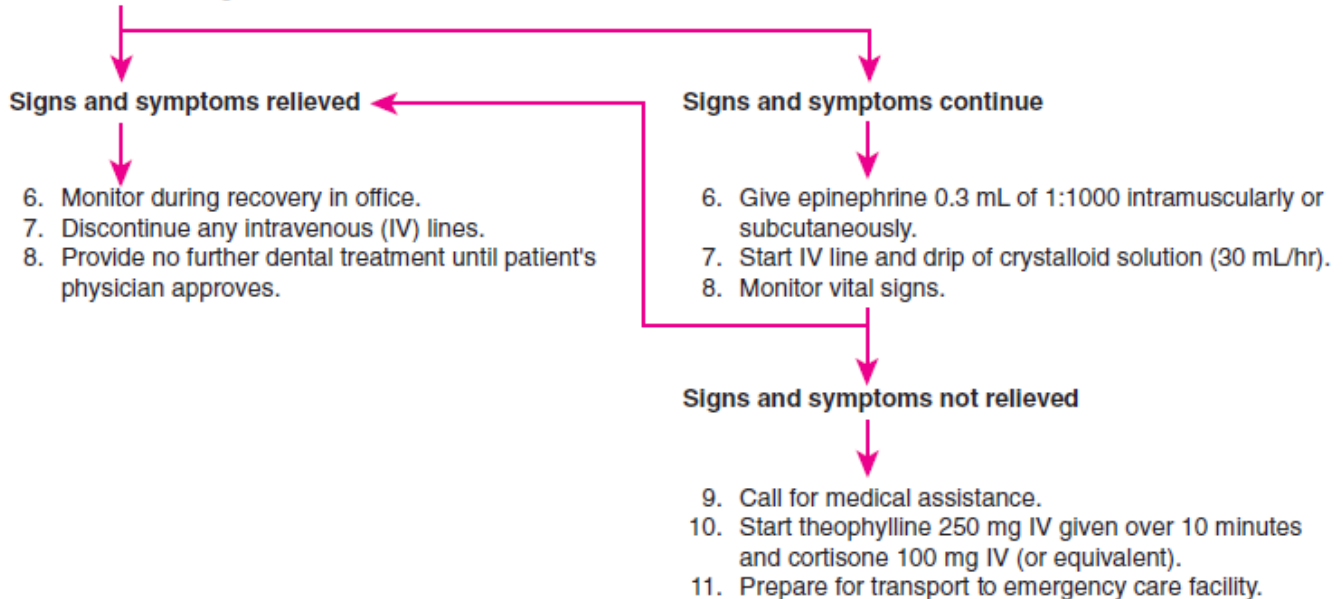 Signs and symptoms relieved
6. Monitor during recovery in office.
7. Discontinue any intravenous (IV) lines.
8. Provide no further dental treatment until patient's
physician approves.
Signs and symptoms continue
6. Give epinephrine 0.3 mL of 1:1000 intramuscularly or
subcutaneously.
7. Start IV line and drip of crystalloid solution (30 mL/hr).
8. Monitor vital signs.
Signs and symptoms not relieved
9. Call for medical assistance.
10. Start theophylline 250 mg IV given over 10 minutes
and cortisone 100 mg IV (or equivalent).
11. Prepare for transport to emergency care facility.